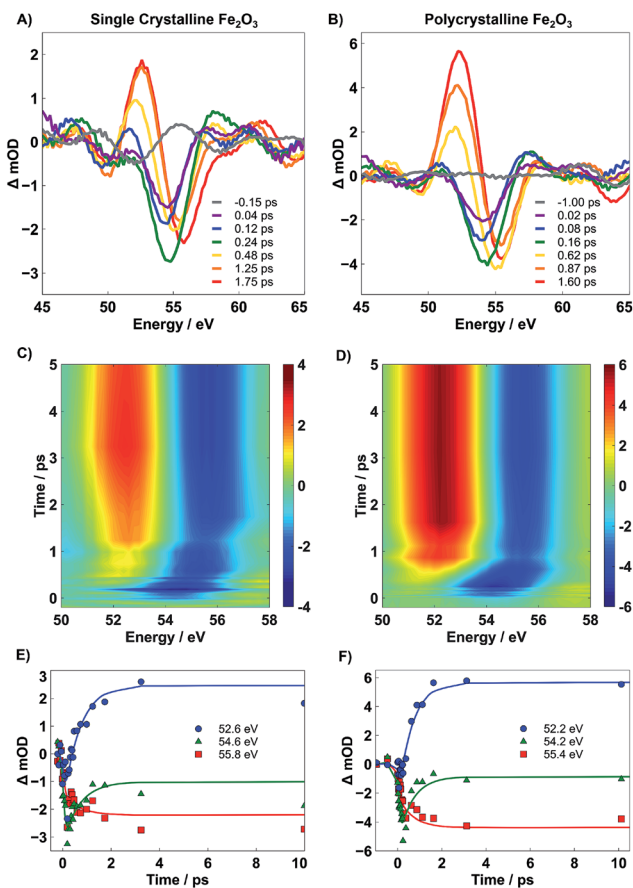 A) Single Crystalline Fe₂O₃
2
1
0
-1
-2
-3
Δ mOD
-0.15 ps
0.04 ps
0.12 ps
0.24 ps
0.48 ps
1.25 ps
1.75 ps
45 50 55 60 65
Energy / eV
B) Polycrystalline Fe₂O₃
6
4
2
0
-2
-4
Δ mOD
-1.00 ps
0.02 ps
0.08 ps
0.16 ps
0.62 ps
0.87 ps
1.60 ps
45 50 55 60 65
Energy / eV
C)
5
4
3
2
1
0
Time / ps
50 52 54 56 58
Energy / eV
4
2
0
-2
-4
D)
5
4
3
2
1
0
Time / ps
50 52 54 56 58
Energy / eV
6
4
2
0
-2
-4
-6
E)
3
2
1
0
-1
-2
-3
Δ mOD
52.6 eV
54.6 eV
55.8 eV
0 2 4 6 8 10
Time / ps
F)
6
4
2
0
-2
-4
-6
Δ mOD
52.2 eV
54.2 eV
55.4 eV
0 2 4 6 8 10
Time / ps